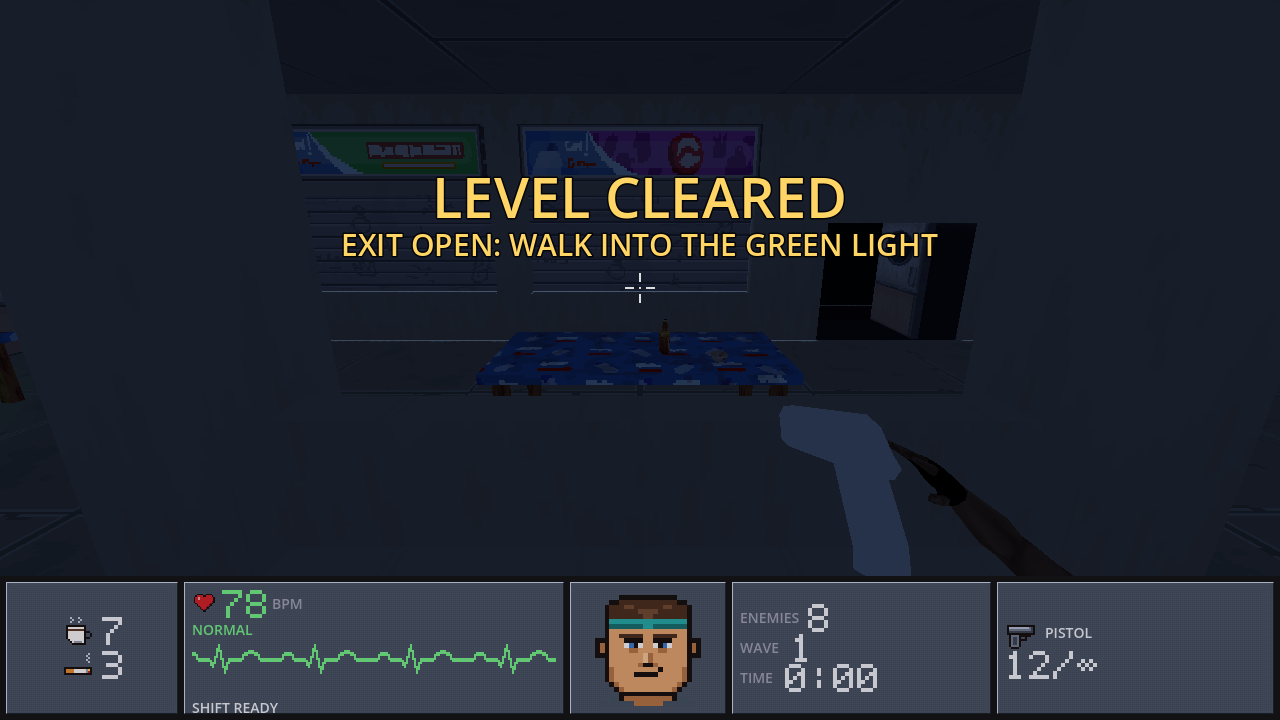 LEVEL CLEARED
EXIT OPEN: WALK INTO THE GREEN LIGHT
7
3
78 BPM
NORMAL
SHIFT READY
ENEMIES 8
WAVE 1
TIME 0:00
PISTOL
12/∞